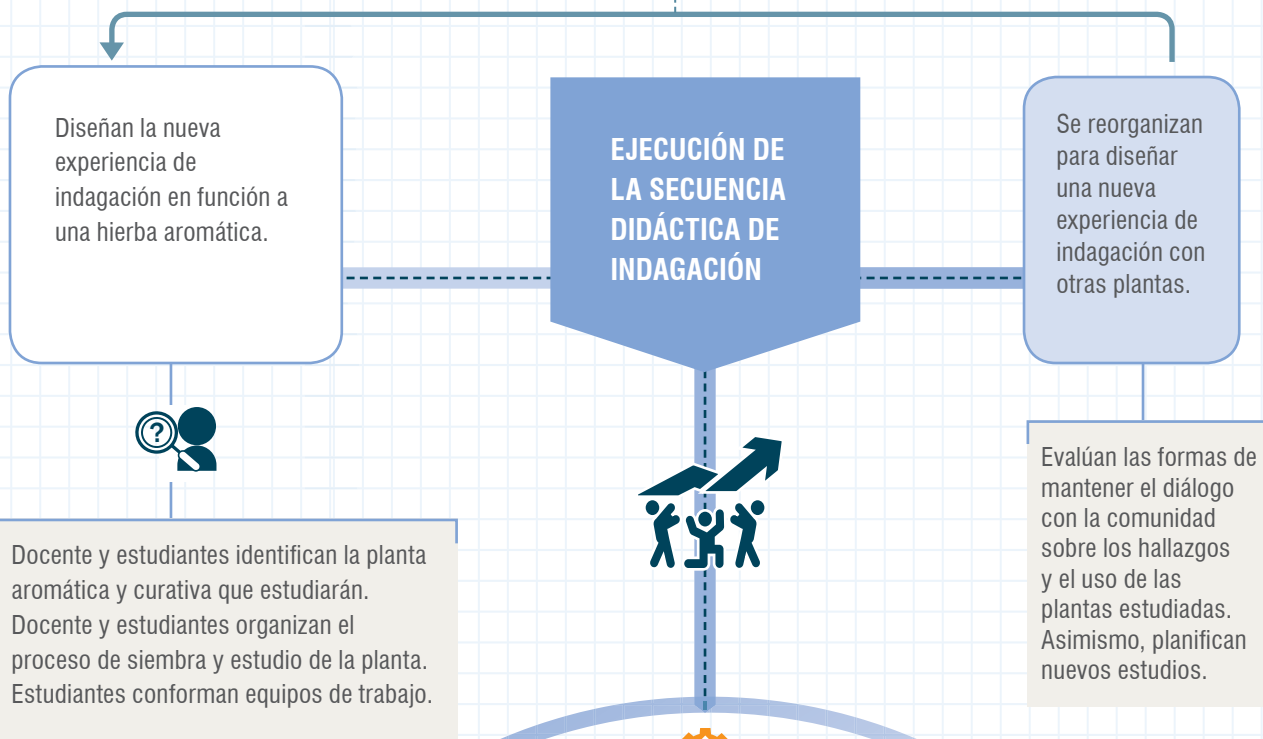 Diseñan la nueva
experiencia de
indagación en función a
una hierba aromática.
EJECUCIÓN DE
LA SECUENCIA
DIDÁCTICA DE
INDAGACIÓN
Se reorganizan
para diseñar
una nueva
experiencia de
indagación con
otras plantas.
?
Docente y estudiantes identifican la planta
aromática y curativa que estudiarán.
Docente y estudiantes organizan el
proceso de siembra y estudio de la planta.
Estudiantes conforman equipos de trabajo.
Evalúan las formas de
mantener el diálogo
con la comunidad
sobre los hallazgos
y el uso de las
plantas estudiadas.
Asimismo, planifican
nuevos estudios.